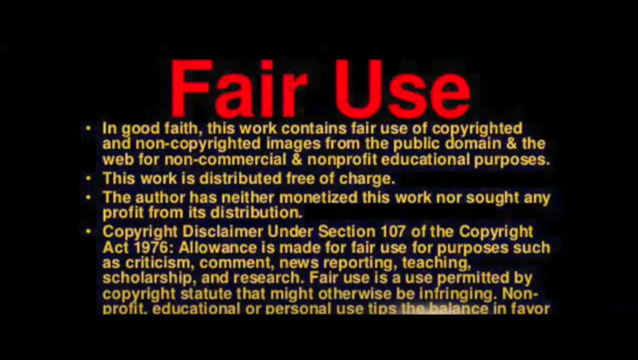 Fair Use
• In good faith, this work contains fair use of copyrighted
and non-copyrighted images from the public domain & the
web for non-commercial & nonprofit educational purposes.
• This work is distributed free of charge.
• The author has neither monetized this work nor sought any
profit from its distribution.
• Copyright Disclaimer Under Section 107 of the Copyright
Act 1976: Allowance is made for fair use for purposes such
as criticism, comment, news reporting, teaching,
scholarship, and research. Fair use is a use permitted by
copyright statute that might otherwise be infringing. Non-
profit, educational or personal use tips the balance in favor